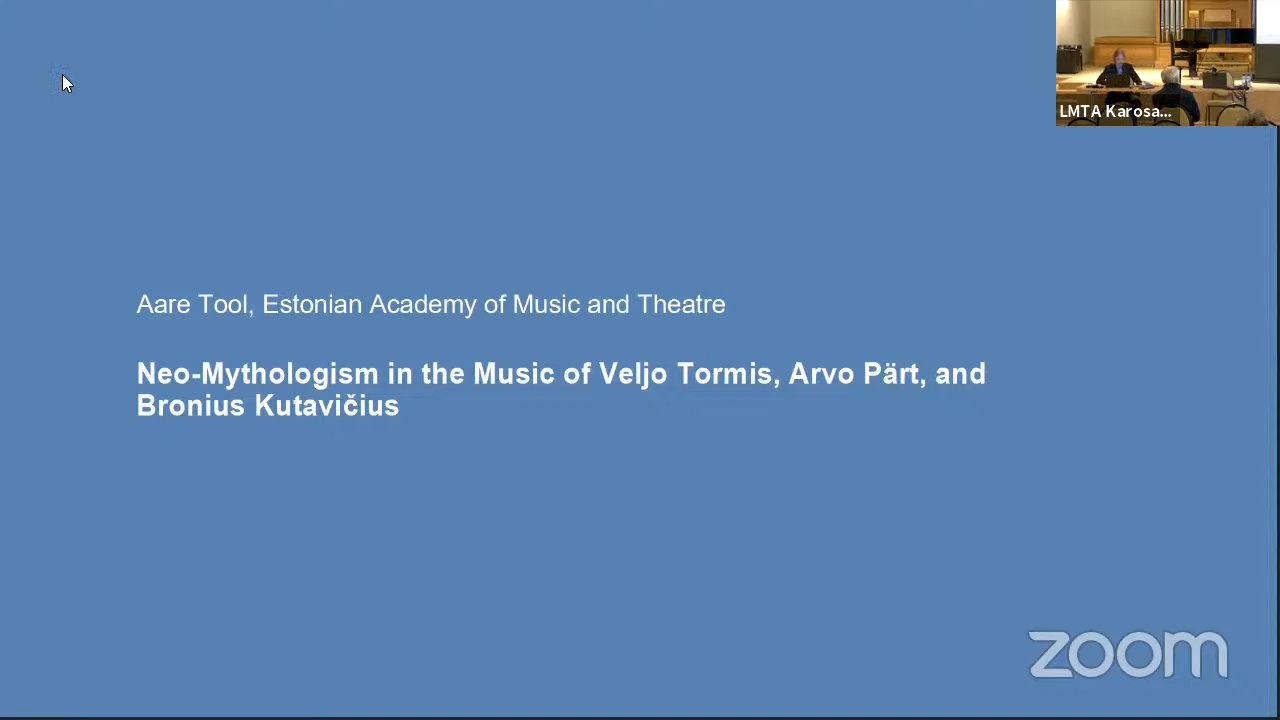 LMTA Karosa...
Aare Tool, Estonian Academy of Music and Theatre
Neo-Mythologism in the Music of Veljo Tormis, Arvo Pärt, and
Bronius Kutavičius
zoom